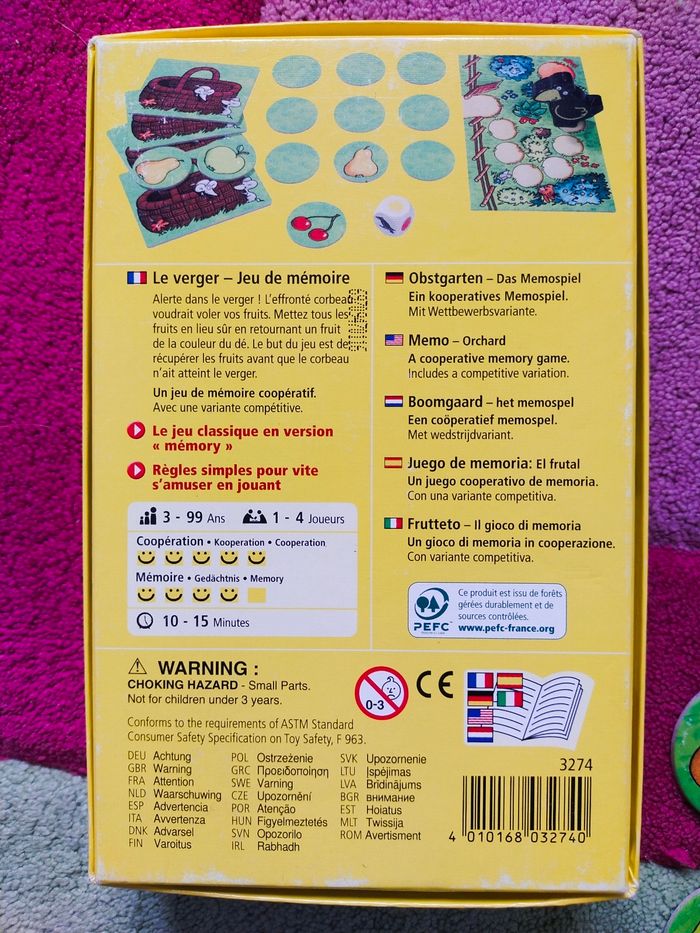 Le verger – Jeu de mémoire
Alerte dans le verger ! L'effronté corbeau
voudrait voler vos fruits. Mettez tous les
fruits en lieu sûr en retournant un fruit
de la couleur du dé. Le but du jeu est de
récupérer les fruits avant que le corbeau
n'ait atteint le verger.
Un jeu de mémoire coopératif.
Avec une variante compétitive.
Le jeu classique en version
« mémory »
Règles simples pour vite
s'amuser en jouant
3 - 99 Ans 1 - 4 Joueurs
Coopération • Kooperation • Cooperation
Mémoire • Gedächtnis • Memory
10 - 15 Minutes
Obstgarten – Das Memospiel
Ein kooperatives Memospiel.
Mit Wettbewerbsvariante.
Memo – Orchard
A cooperative memory game.
Includes a competitive variation.
Boomgaard – het memospel
Een coöperatief memospel.
Met wedstrijdvariant.
Juego de memoria: El frutal
Un juego cooperativo de memoria.
Con una variante competitiva.
Frutteto – Il gioco di memoria
Un gioco di memoria in cooperazione.
Con variante competitiva.
PEFC
Ce produit est issu de forêts
gérées durablement et de
sources contrôlées.
www.pefc-france.org
WARNING :
CHOKING HAZARD - Small Parts.
Not for children under 3 years.
0-3
CE
Conforms to the requirements of ASTM Standard
Consumer Safety Specification on Toy Safety, F 963.
DEU Achtung
GBR Warning
FRA Attention
NLD Waarschuwing
ESP Advertencia
ITA Avvertenza
DNK Advarsel
FIN Varoitus
POL Ostrzeżenie
GRC Προειδοποίηση
SWE Varning
CZE Upozornění
POR Atenção
HUN Figyelmeztetés
SVN Opozorilo
IRL Rabhadh
SVK Upozornenie
LTU Įspėjimas
LVA Brīdinājums
BGR внимание
EST Hoiatus
MLT Twissija
ROM Avertisment
3274
4 010168 032740